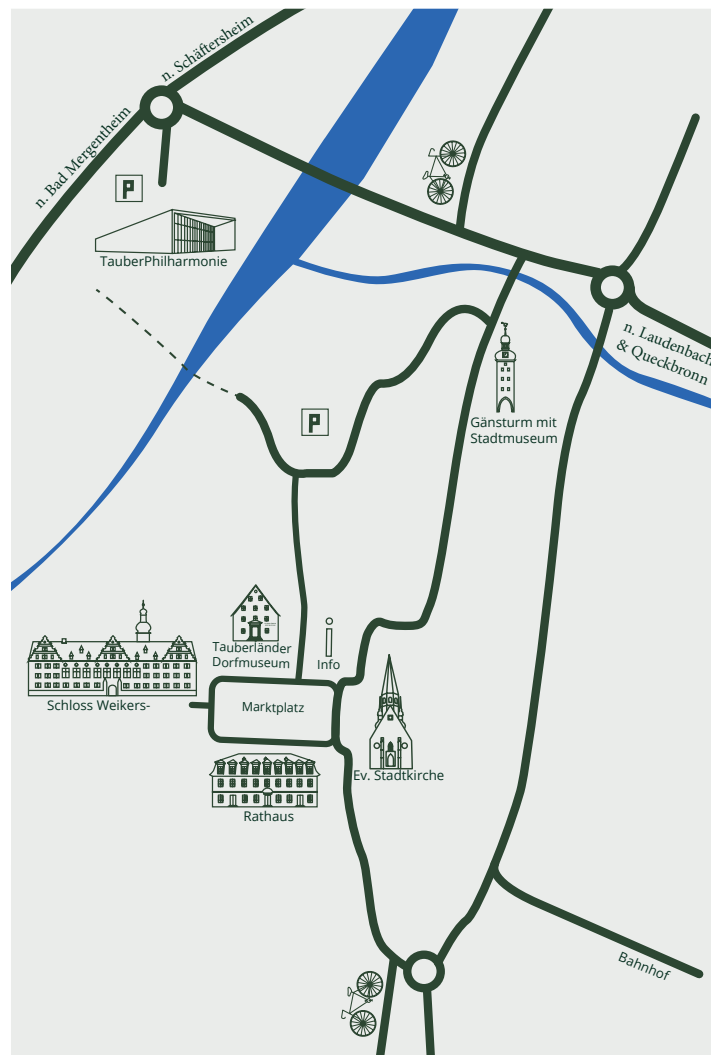 n. Schäftersheim
n. Bad Mergentheim
P
TauberPhilharmonie
n. Laudenbach
& Queckbronn
P
Gänsturm mit
Stadtmuseum
Tauberländer
Dorfmuseum
Info
Schloss Weikers-
Marktplatz
Ev. Stadtkirche
Rathaus
Bahnhof